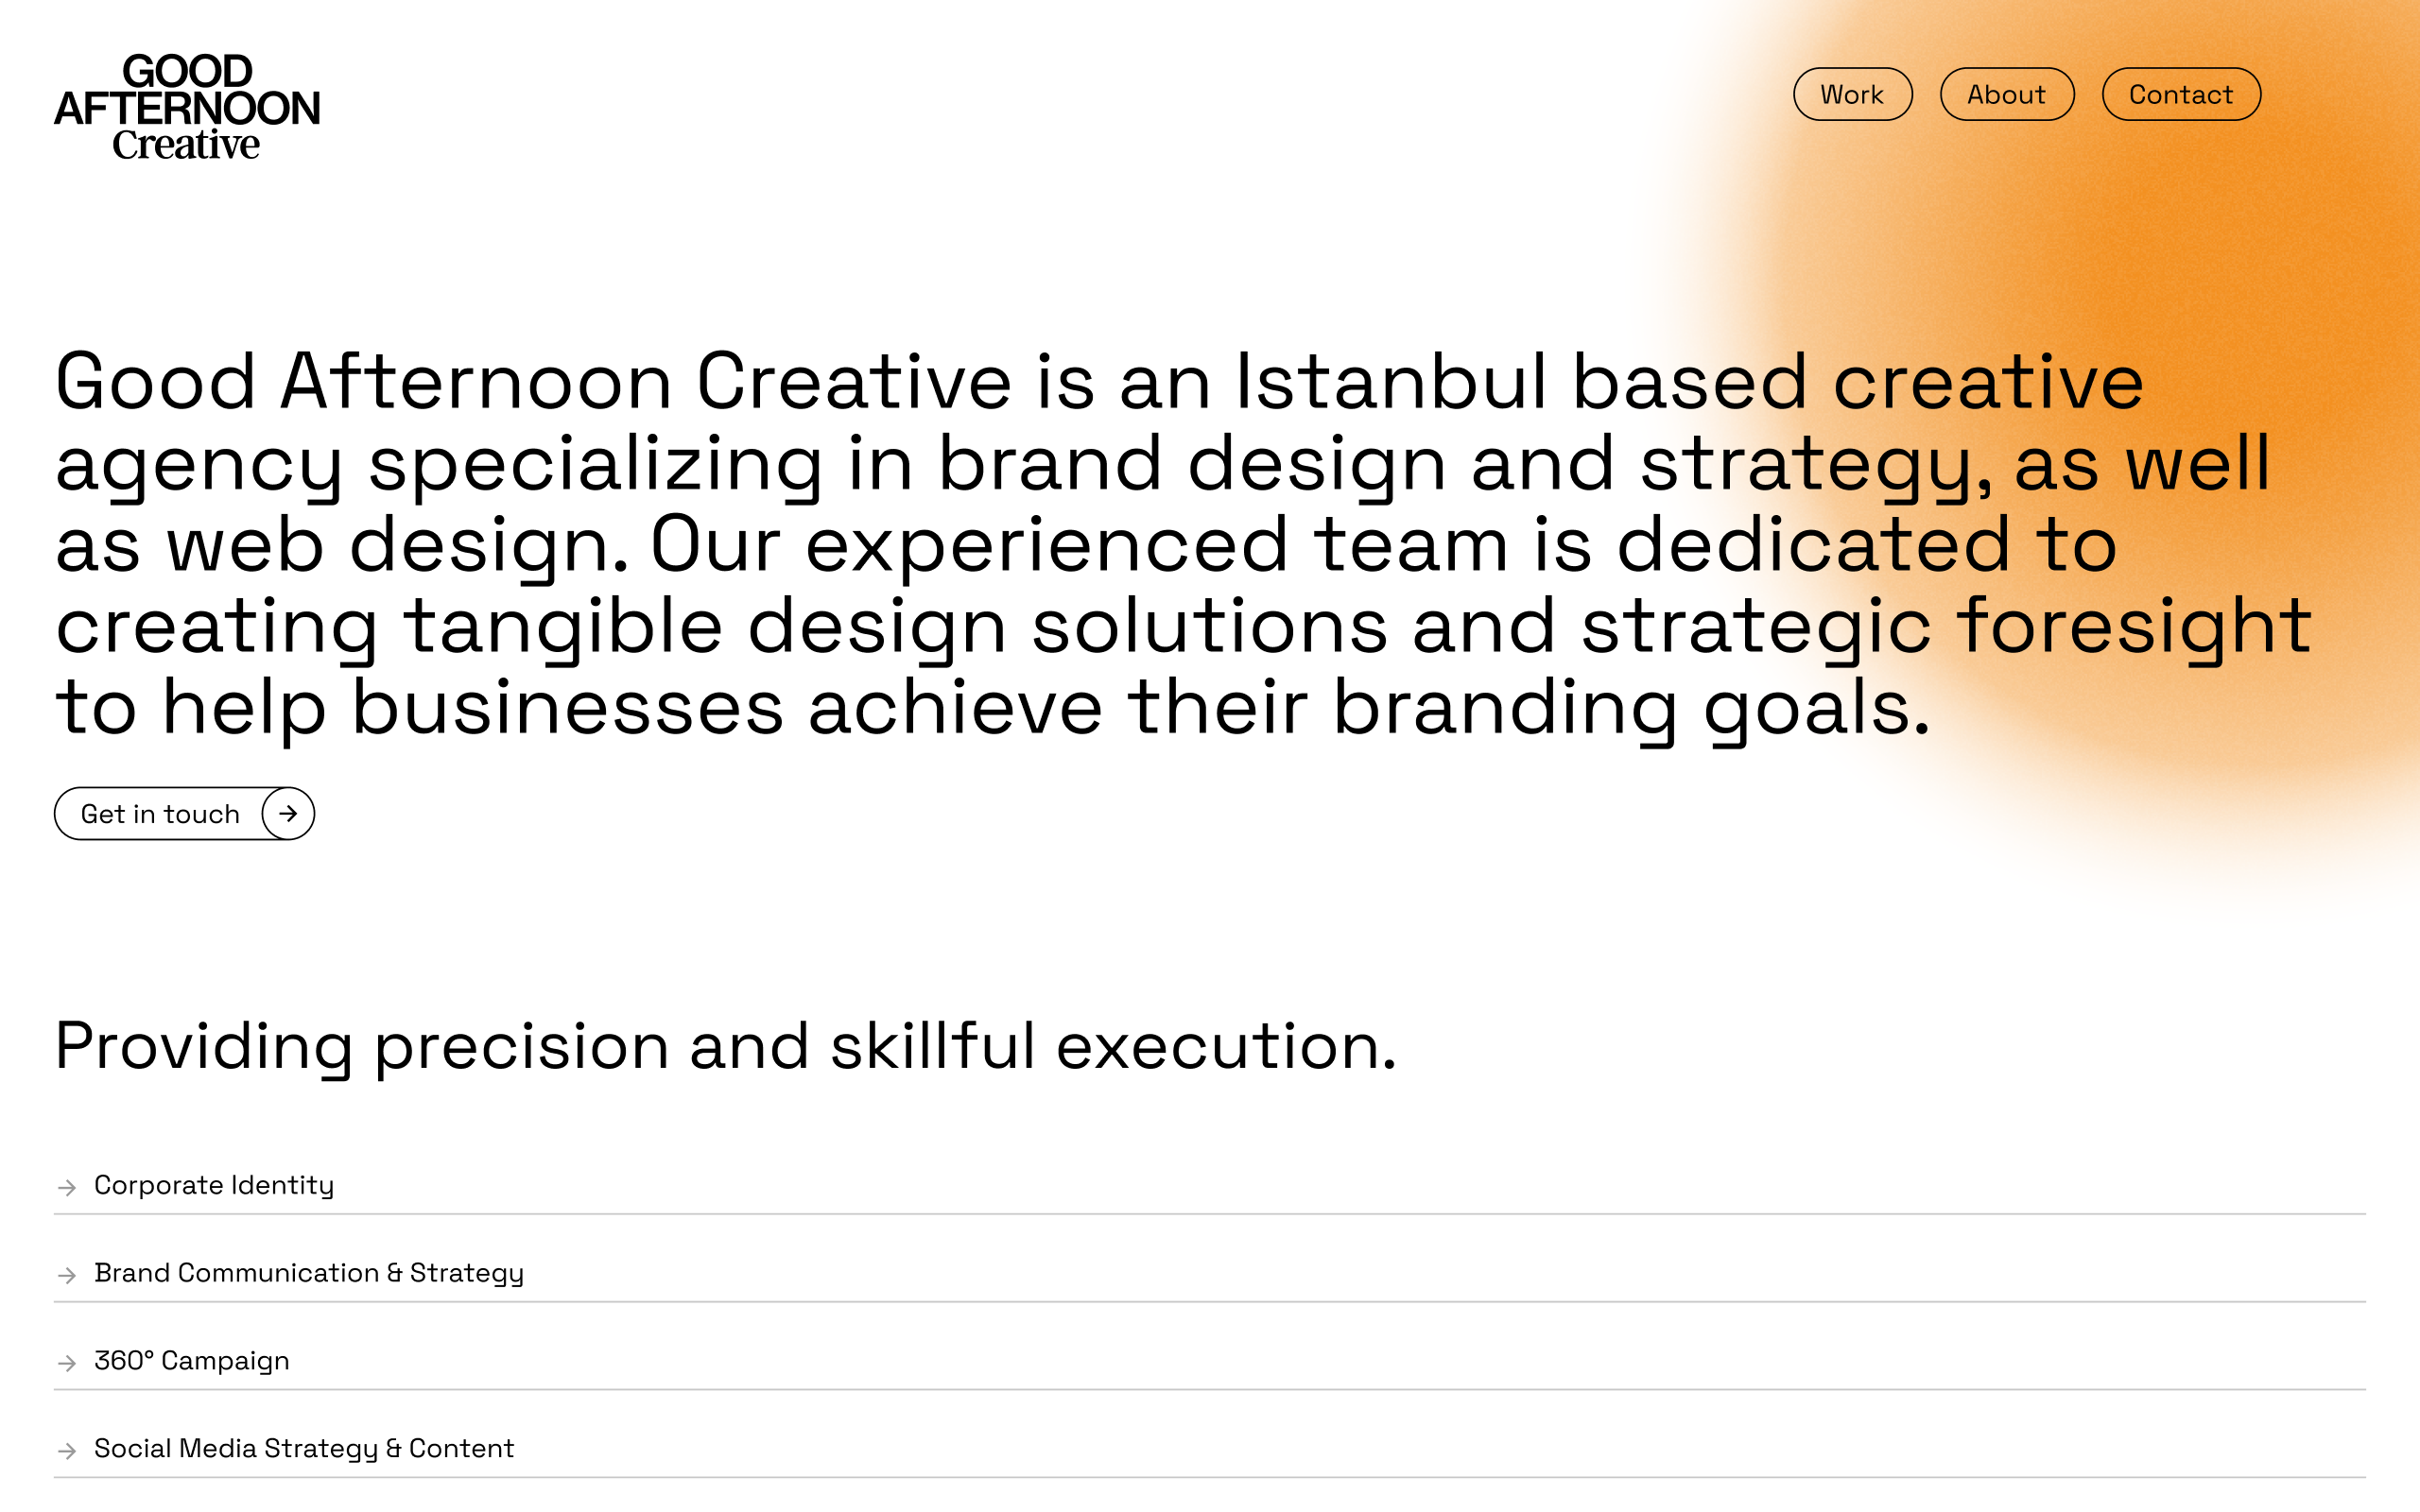 GOOD
AFTERNOON
Creative
Work
About
Contact
Good Afternoon Creative is an Istanbul based creative
agency specializing in brand design and strategy, as well
as web design. Our experienced team is dedicated to
creating tangible design solutions and strategic foresight
to help businesses achieve their branding goals.
Get in touch
Providing precision and skillful execution.
Corporate Identity
Brand Communication & Strategy
360° Campaign
Social Media Strategy & Content